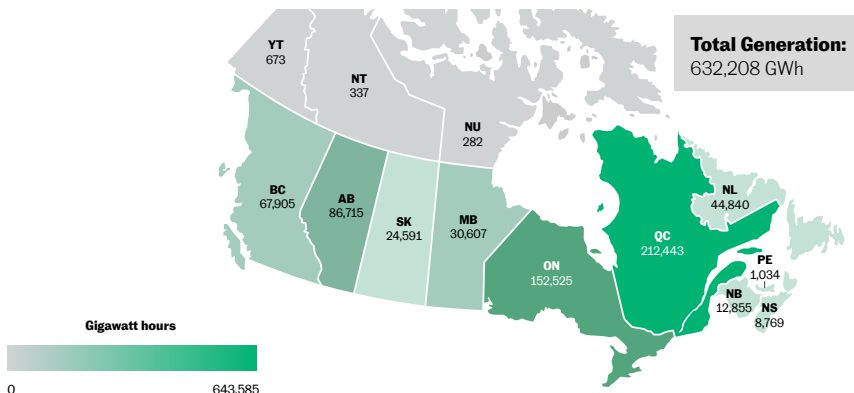 Total Generation:
632,208 GWh
YT
673
NT
337
NU
282
BC
67,905
AB
86,715
SK
24,591
MB
30,607
ON
152,525
QC
212,443
NL
44,840
PE
1,034
NB
12,855
NS
8,769
Gigawatt hours
0
643,585